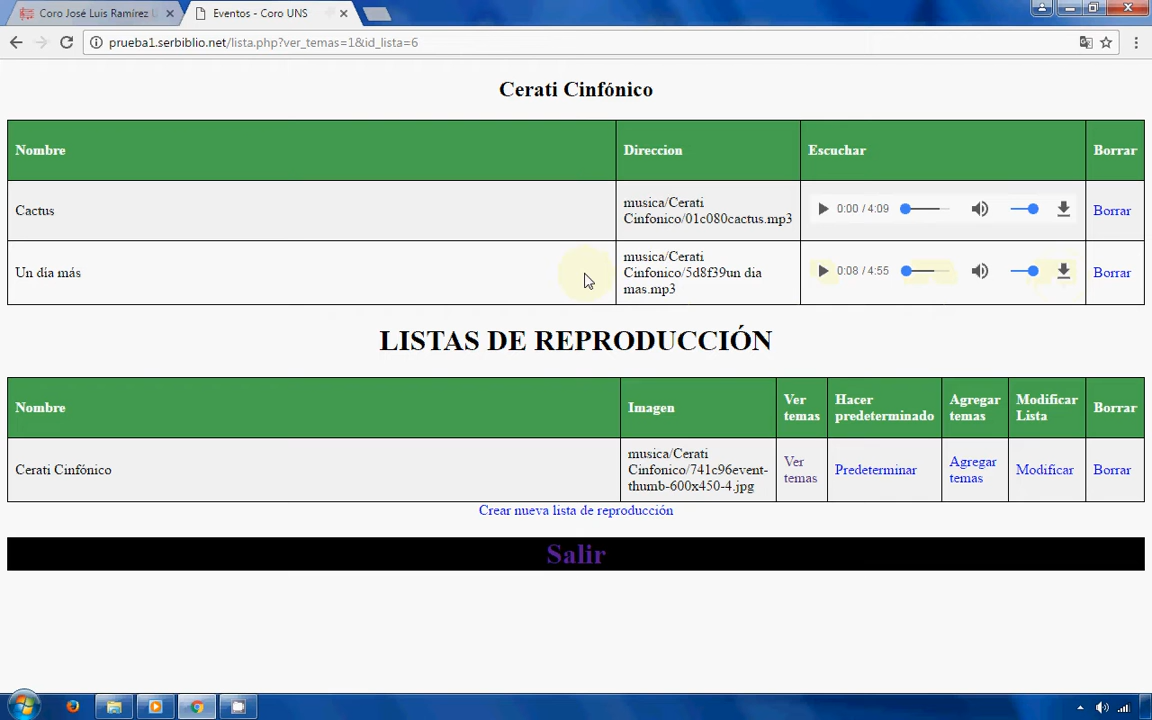 Coro José Luis Ramírez
Eventos - Coro UNS
prueba1.serbiblio.net/lista.php?ver_temas=1&id_lista=6
Cerati Cinfónico
Nombre
Direccion
Escuchar
Borrar
Cactus
musica/Cerati
Cinfonico/01c080cactus.mp3
0:00 / 4:09
Borrar
Un día más
musica/Cerati
Cinfonico/5d8f39un dia
mas.mp3
0:08 / 4:55
Borrar
LISTAS DE REPRODUCCIÓN
Nombre
Imagen
Ver
temas
Hacer
predeterminado
Agregar
temas
Modificar
Lista
Borrar
Cerati Cinfónico
musica/Cerati
Cinfonico/741c96event-
thumb-600x450-4.jpg
Ver
temas
Predeterminar
Agregar
temas
Modificar
Borrar
Crear nueva lista de reproducción
Salir